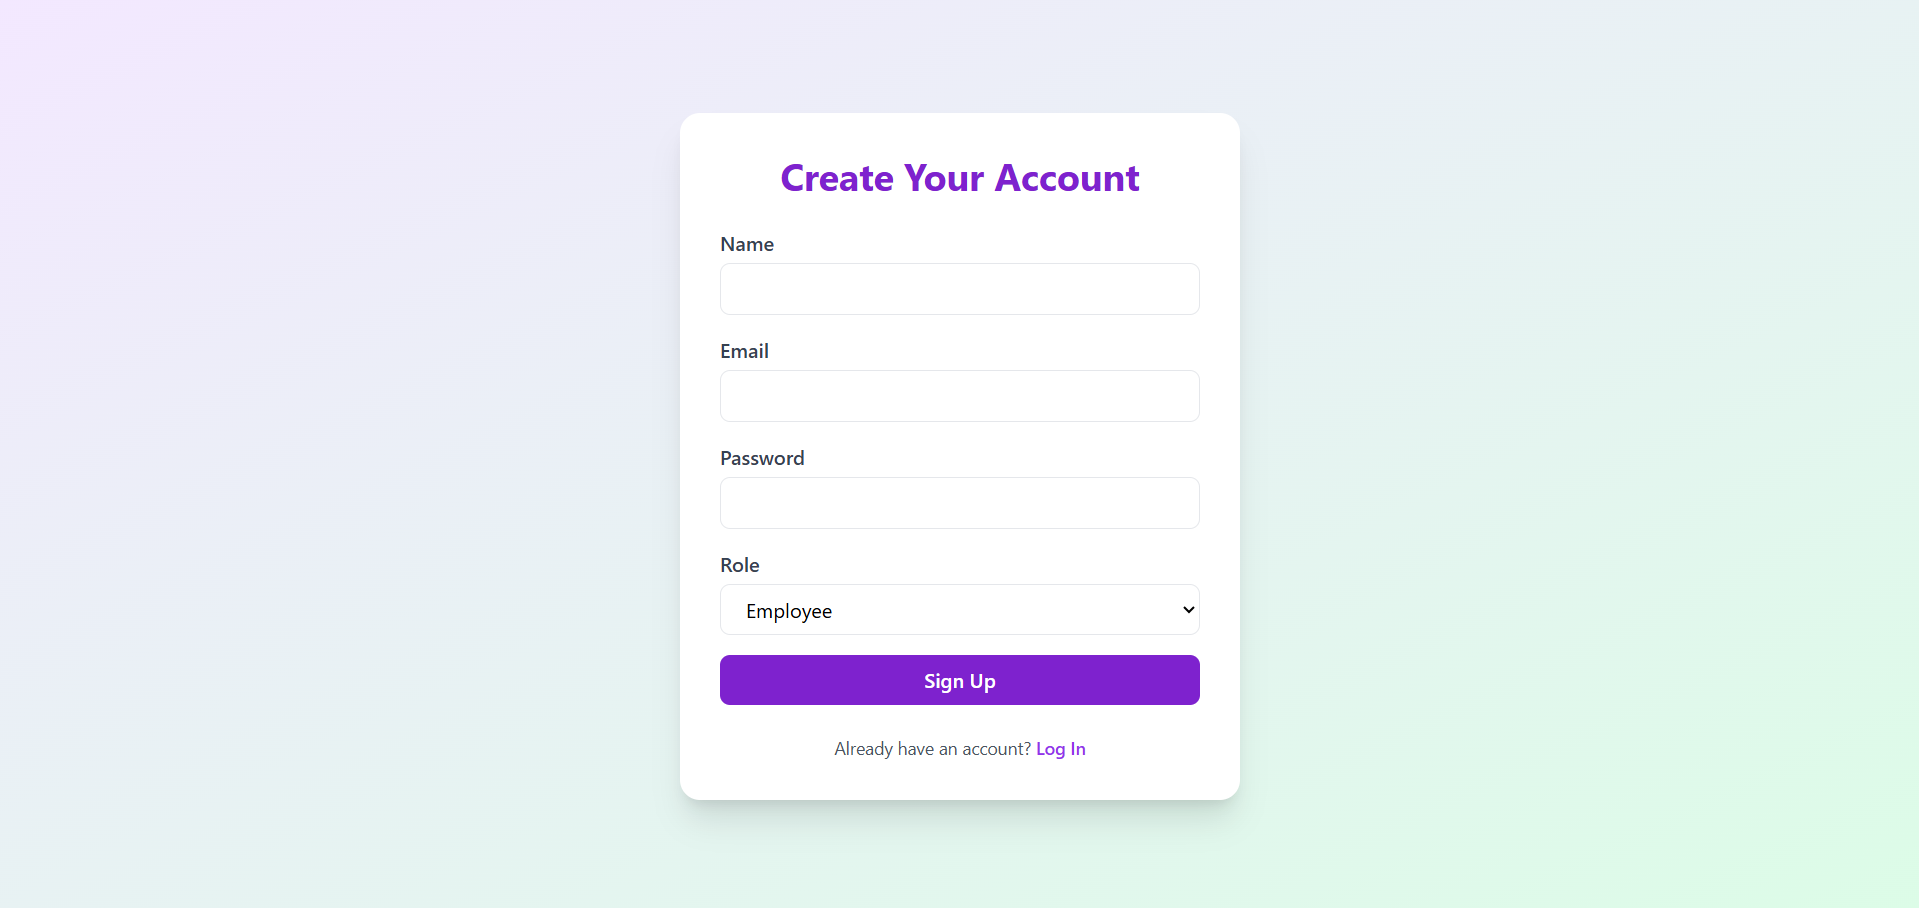 Create Your Account
Name
Email
Password
Role
Employee
Sign Up
Already have an account? Log In